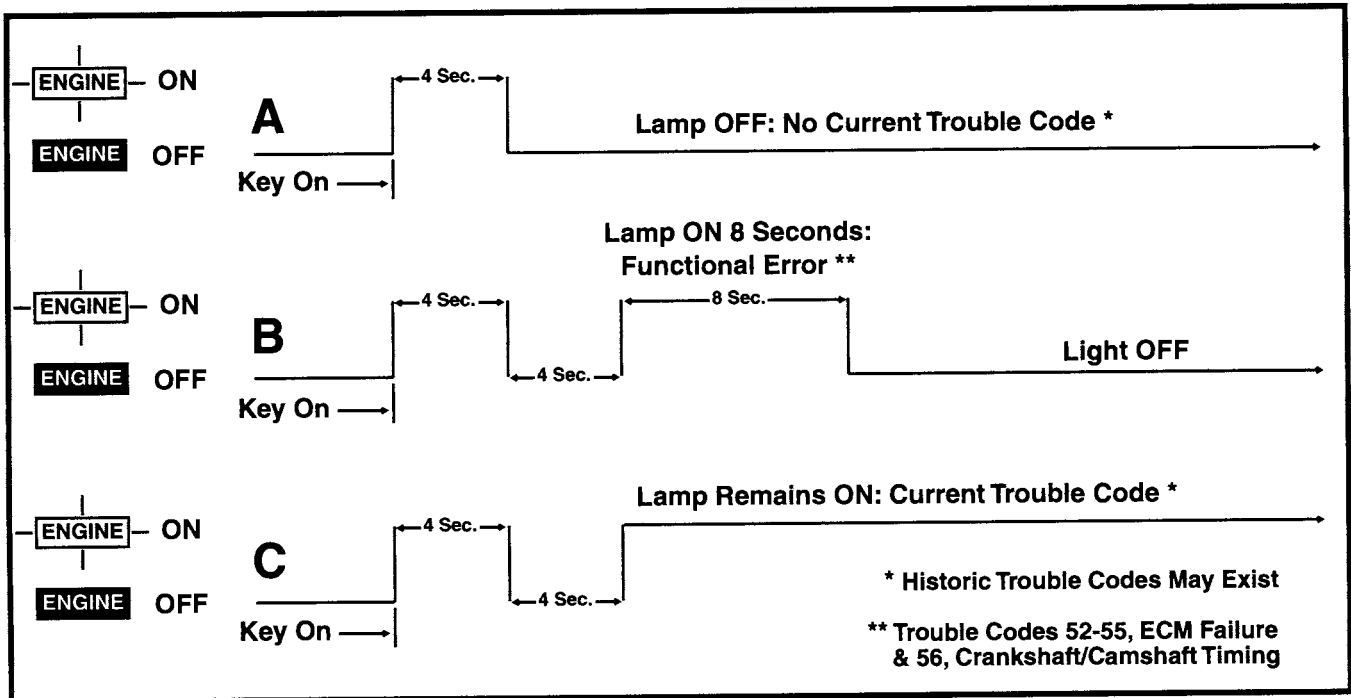 ENGINE ON
4 Sec.
A
Lamp OFF: No Current Trouble Code *
ENGINE OFF
Key On
Lamp ON 8 Seconds:
Functional Error **
ENGINE ON
4 Sec.
8 Sec.
B
Light OFF
ENGINE OFF
4 Sec.
Key On
Lamp Remains ON: Current Trouble Code *
ENGINE ON
4 Sec.
C
* Historic Trouble Codes May Exist
ENGINE OFF
4 Sec.
Key On
** Trouble Codes 52-55, ECM Failure
& 56, Crankshaft/Camshaft Timing